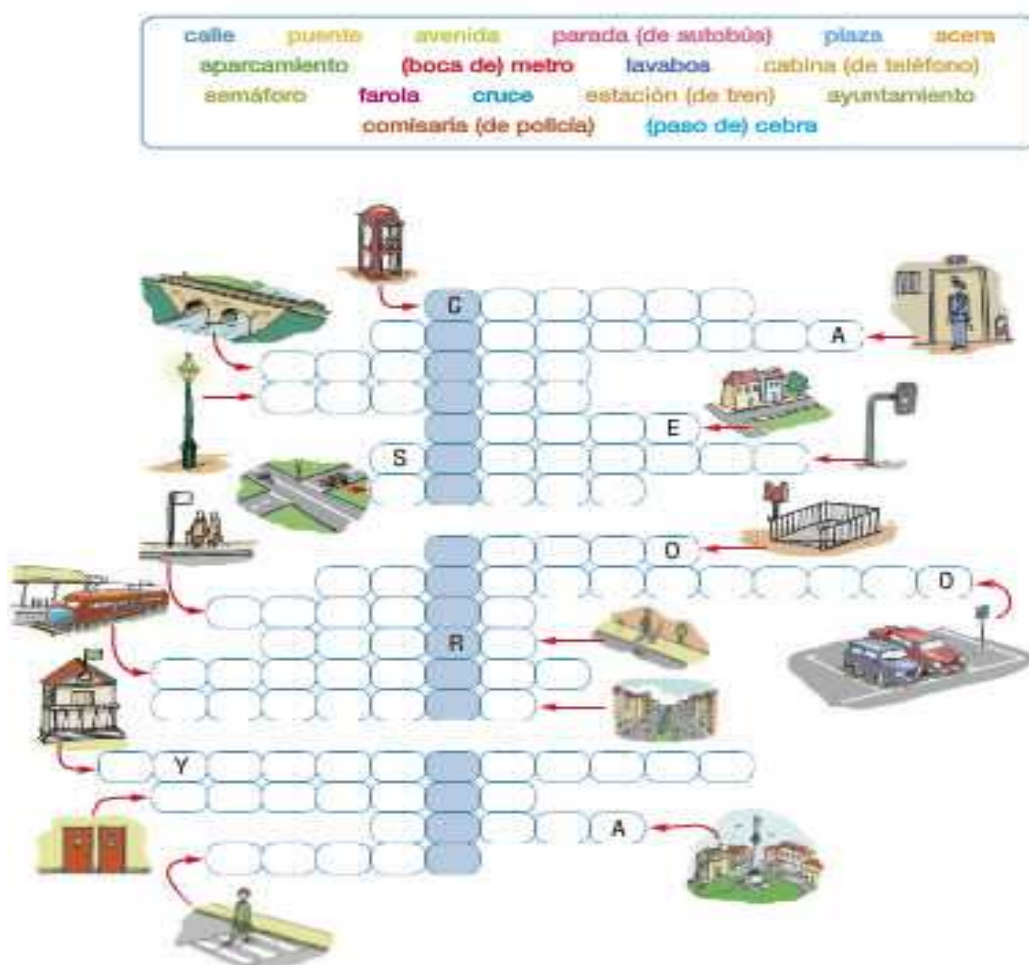 calle puente avenida parada (de autobús) plaza acera
aparcamiento (boca de) metro lavabos cabina (de teléfono)
semáforo farola cruce estación (de tren) ayuntamiento
comisaría (de policía) (paso de) cebra
C
A
E
S
O
O
R
Y
A